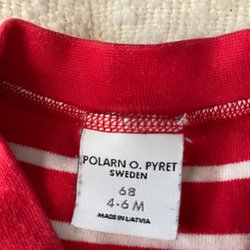 POLARN O. PYRET
SWEDEN
68
4-6 M
MADE IN LATVIA